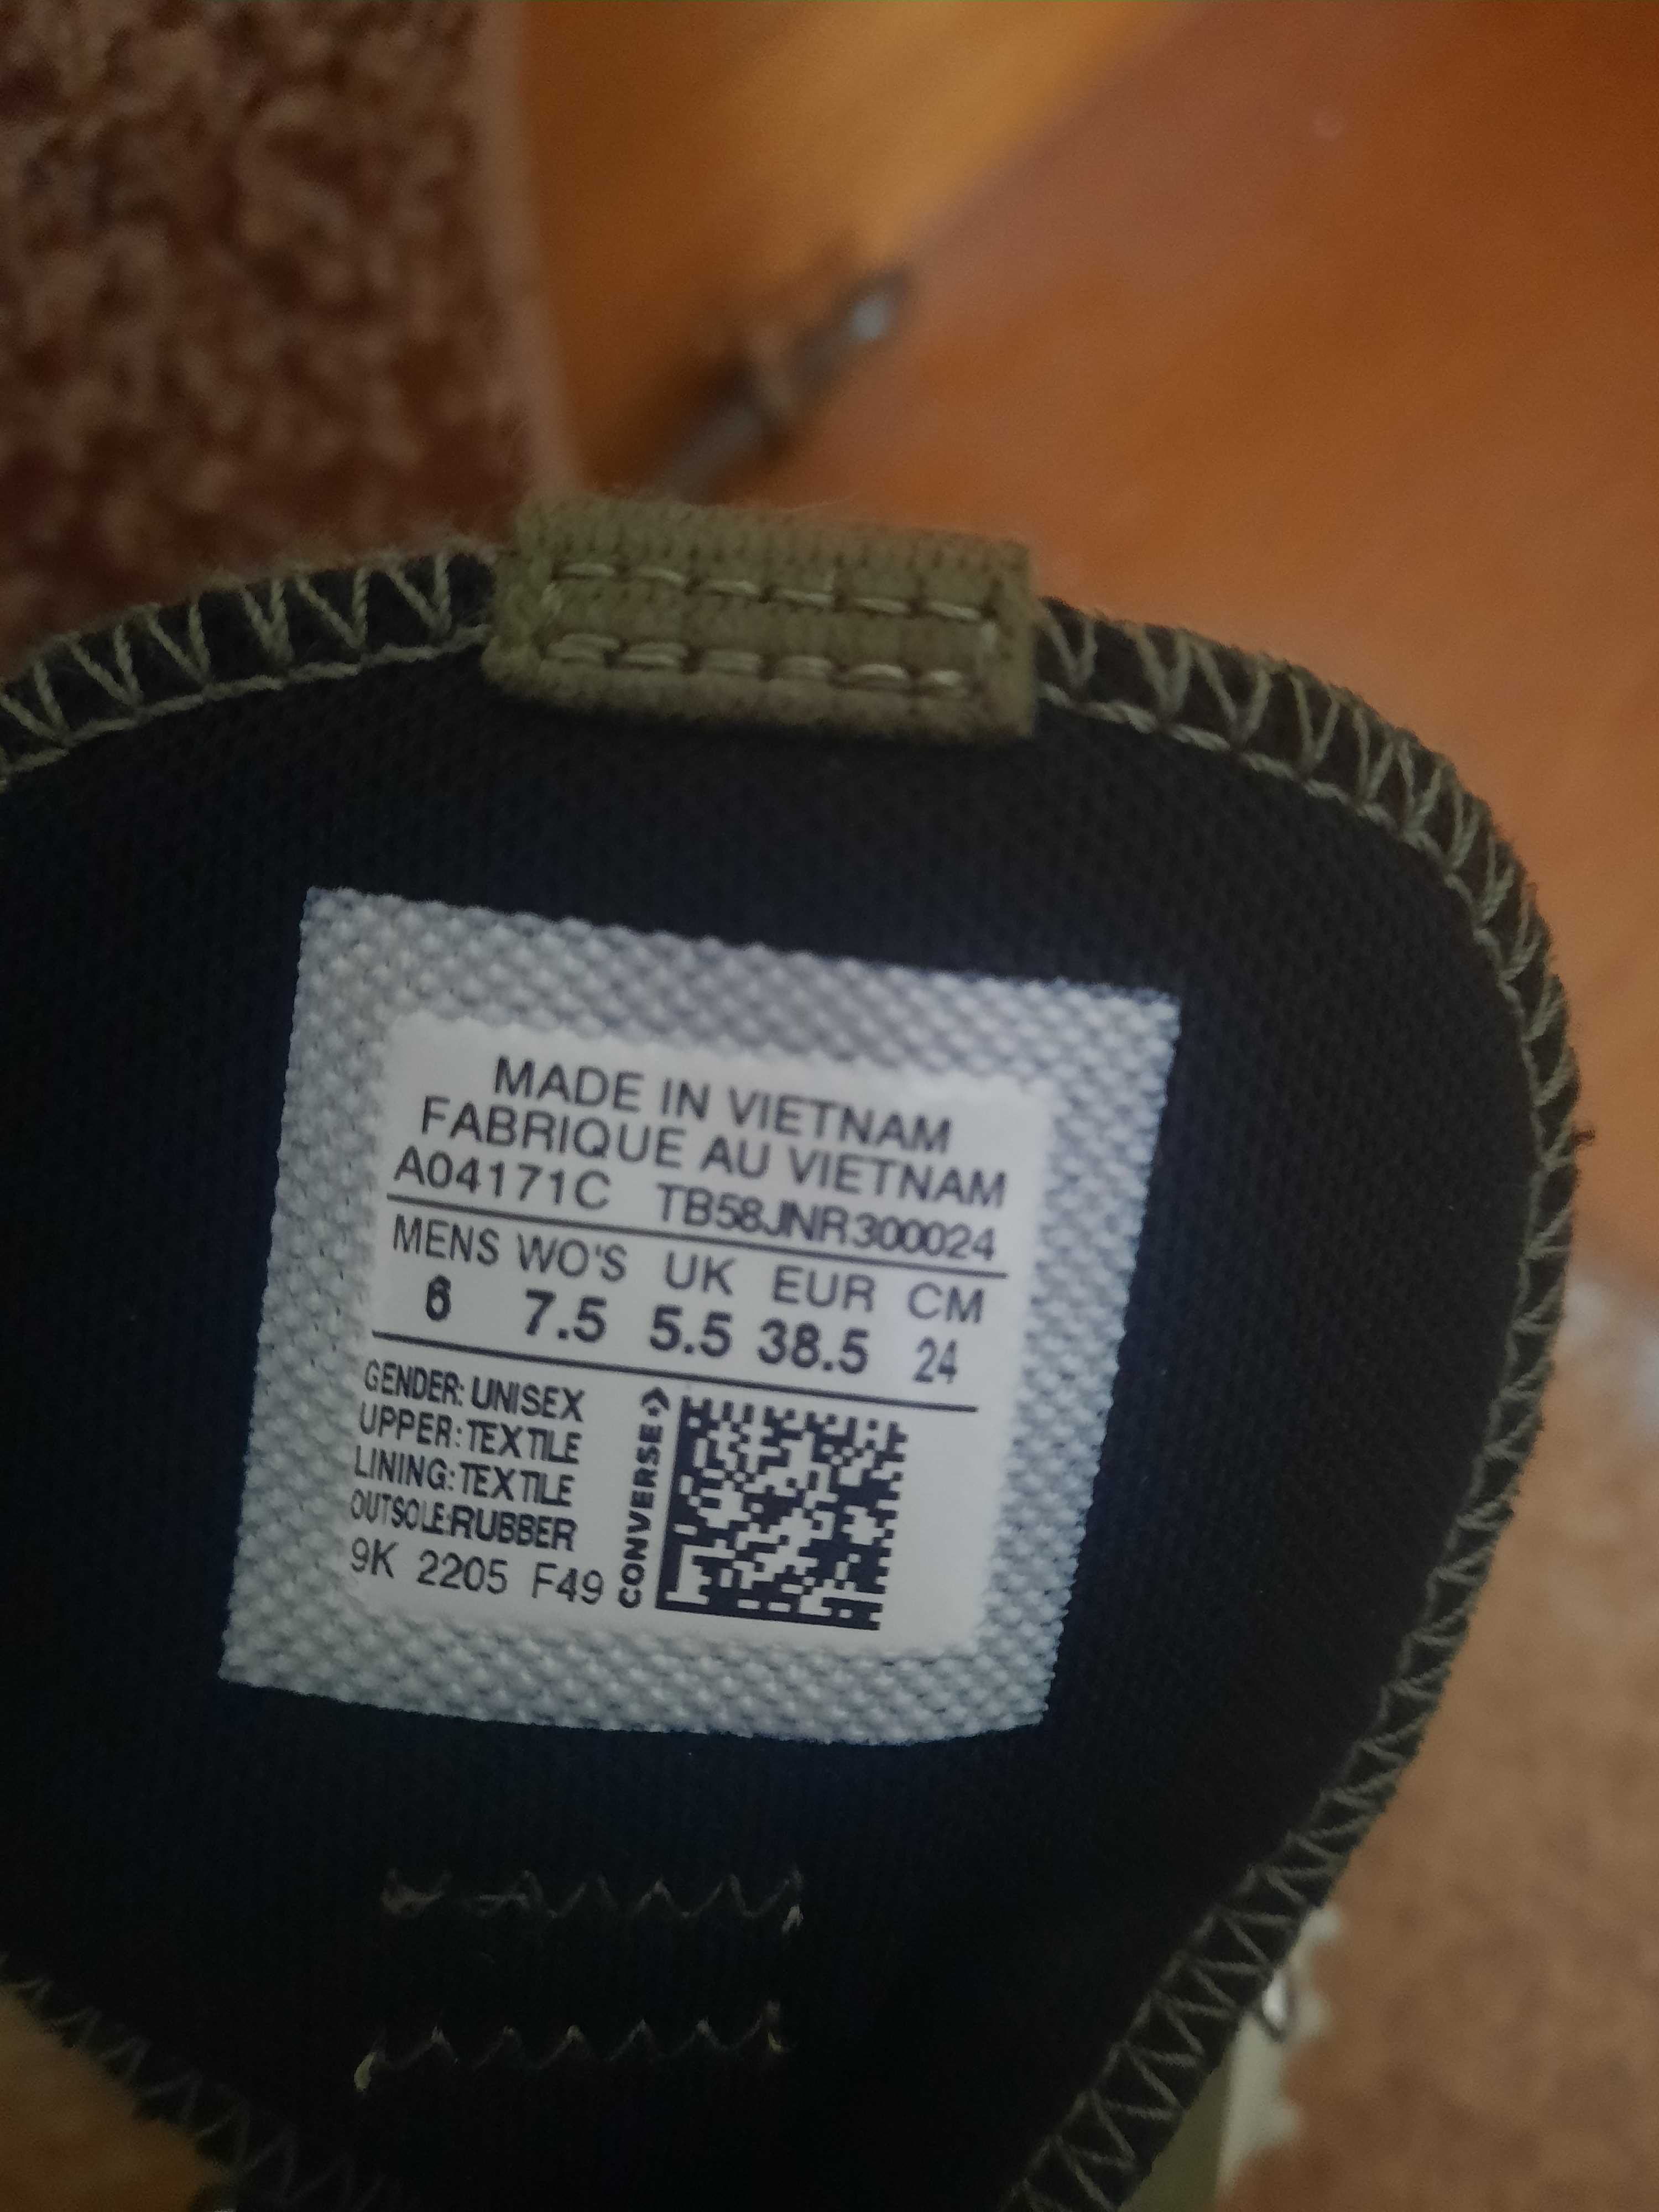 MADE IN VIETNAM
FABRIQUE AU VIETNAM
A04171C TB58JNR300024
MENS WO'S UK EUR CM
6 7.5 5.5 38.5 24
GENDER: UNISEX
UPPER: TEXTILE
LINING: TEXTILE
OUTSOLE:RUBBER
9K 2205 F49
CONVERSE